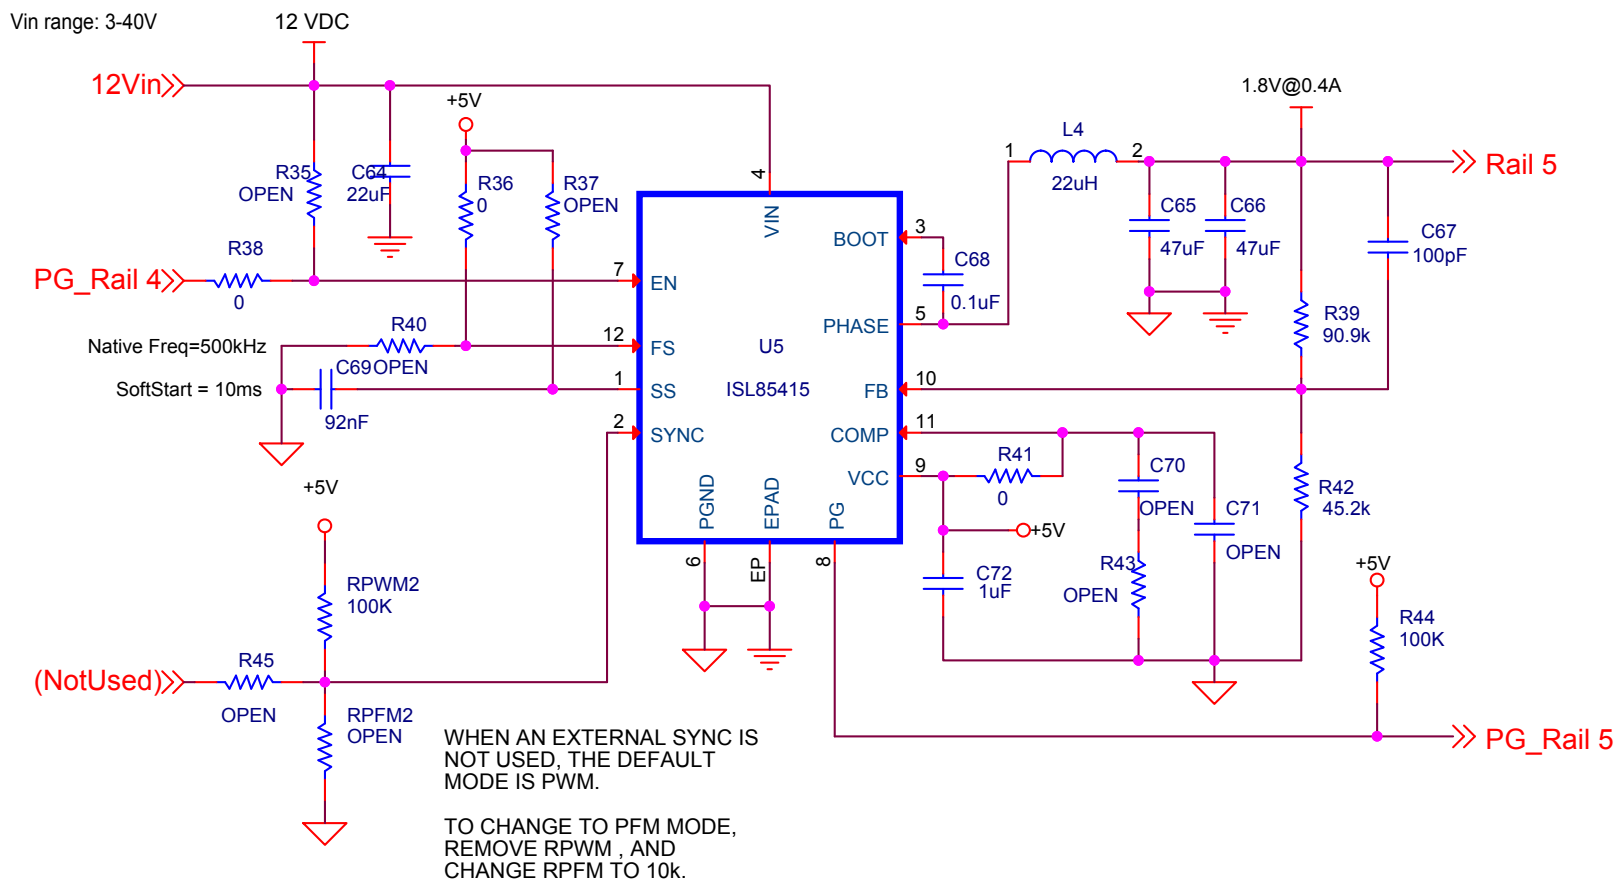 Vin range: 3-40V
12 VDC
12Vin
+5V
1.8V@0.4A
L4
1
2
22uH
Rail 5
R35
OPEN
C64
22uF
R36
0
R37
OPEN
4
VIN
C65
47uF
C66
47uF
C67
100pF
BOOT
3
C68
0.1uF
R38
0
PG_Rail 4
7
EN
PHASE
5
R39
90.9k
Native Freq=500kHz
R40
OPEN
12
FS
U5
ISL85415
SoftStart = 10ms
C69
92nF
1
SS
FB
10
2
SYNC
COMP
11
VCC
9
R41
0
C70
OPEN
C71
OPEN
R42
45.2k
+5V
PGND
6
EPAD
EP
PG
8
+5V
C72
1uF
R43
OPEN
+5V
R44
100K
RPWM2
100K
(NotUsed)
R45
OPEN
RPFM2
OPEN
PG_Rail 5
WHEN AN EXTERNAL SYNC IS
NOT USED, THE DEFAULT
MODE IS PWM.
TO CHANGE TO PFM MODE,
REMOVE RPWM , AND
CHANGE RPFM TO 10k.